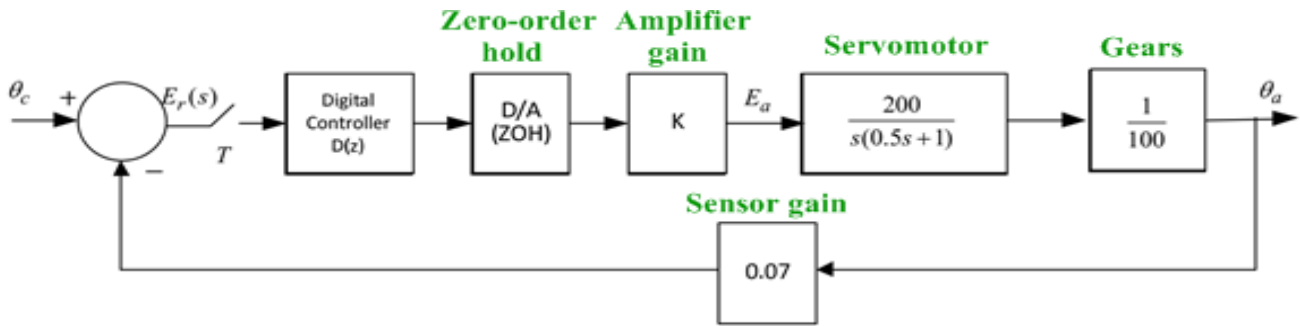 Zero-order
hold
Amplifier
gain
Servomotor
Gears
θc
+
−
Er(s)
T
Digital
Controller
D(z)
D/A
(ZOH)
K
Ea
200
s(0.5s+1)
1
100
θa
Sensor gain
0.07